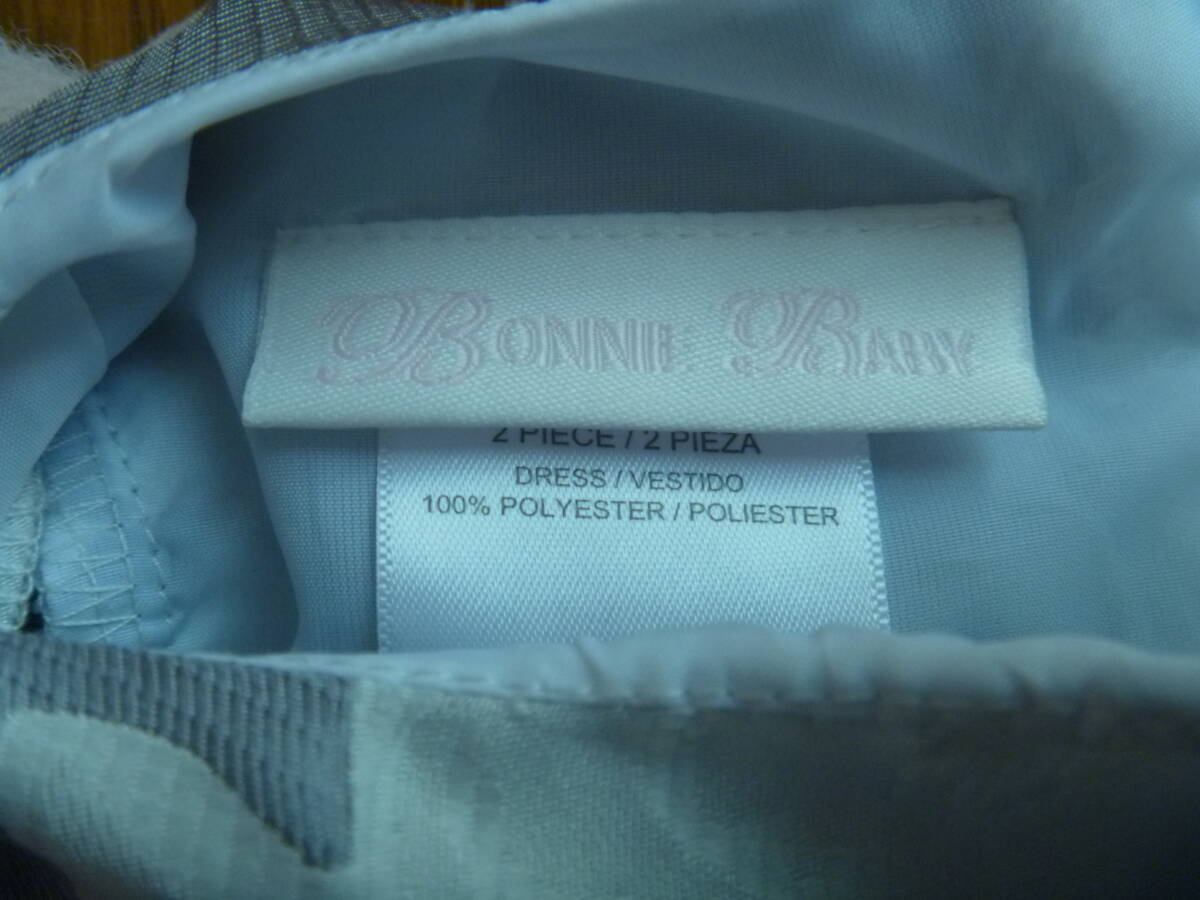 BONNIE BABY
2 PIECE / 2 PIEZA
DRESS / VESTIDO
100% POLYESTER / POLIESTER